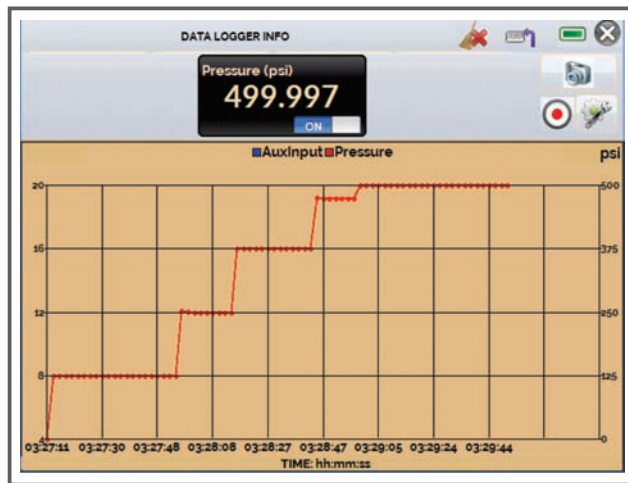 DATA LOGGER INFO
Pressure (psi)
499.997
ON
AuxInput Pressure
psi
20 500
16 375
12 250
8 125
4 0
03:27:11 03:27:30 03:27:48 03:28:08 03:28:27 03:28:47 03:29:05 03:29:24 03:29:44
TIME: hh:mm:ss